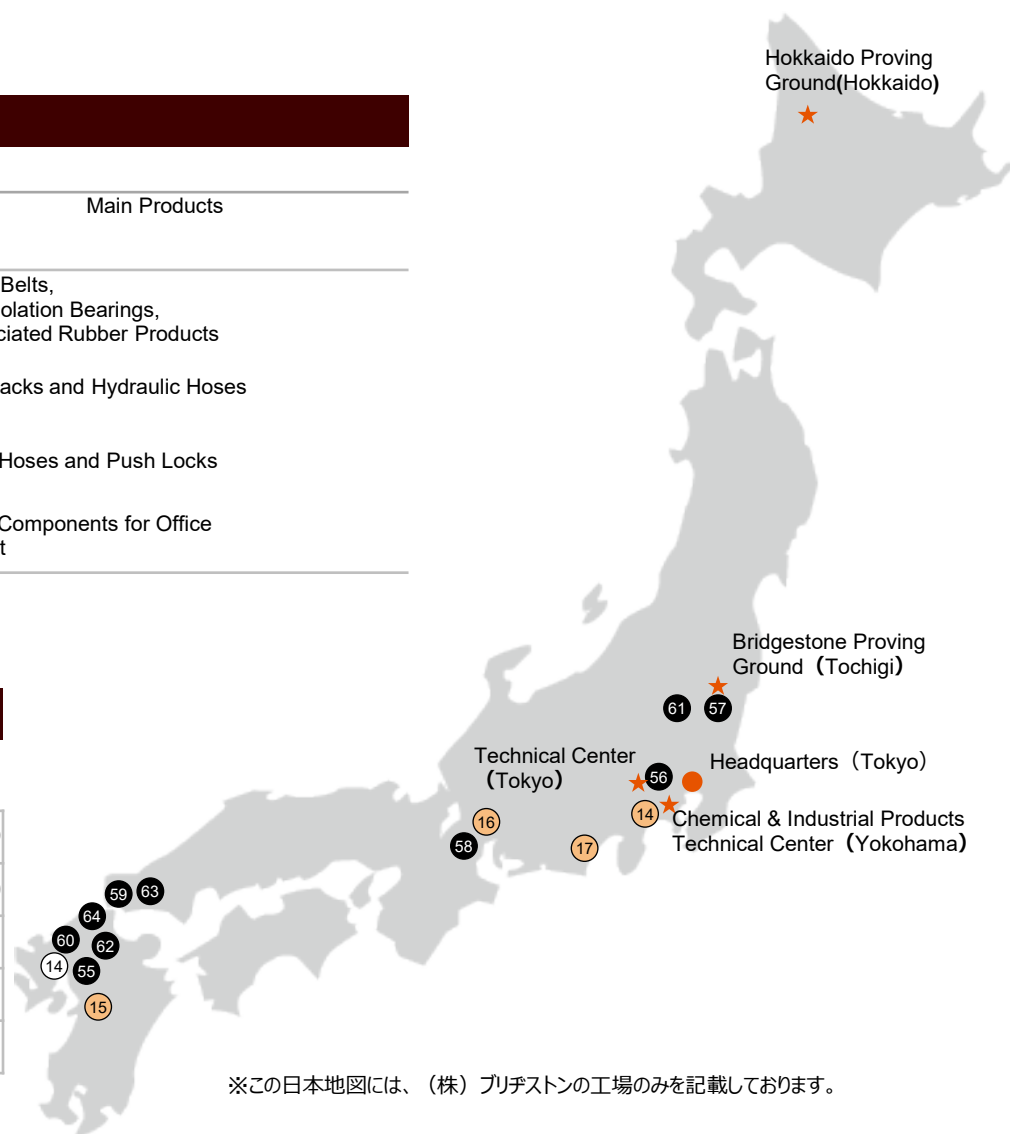 Hokkaido Proving
Ground(Hokkaido)
Main Products
Belts,
olation Bearings,
ciated Rubber Products
acks and Hydraulic Hoses
Hoses and Push Locks
Components for Office
t
Bridgestone Proving
Ground（Tochigi）
61
57
Technical Center
（Tokyo）
56
Headquarters（Tokyo）
14
Chemical & Industrial Products
Technical Center（Yokohama）
16
58
17
59
63
64
60
62
14
55
15
※この日本地図には、（株）ブリヂストンの工場のみを記載しております。